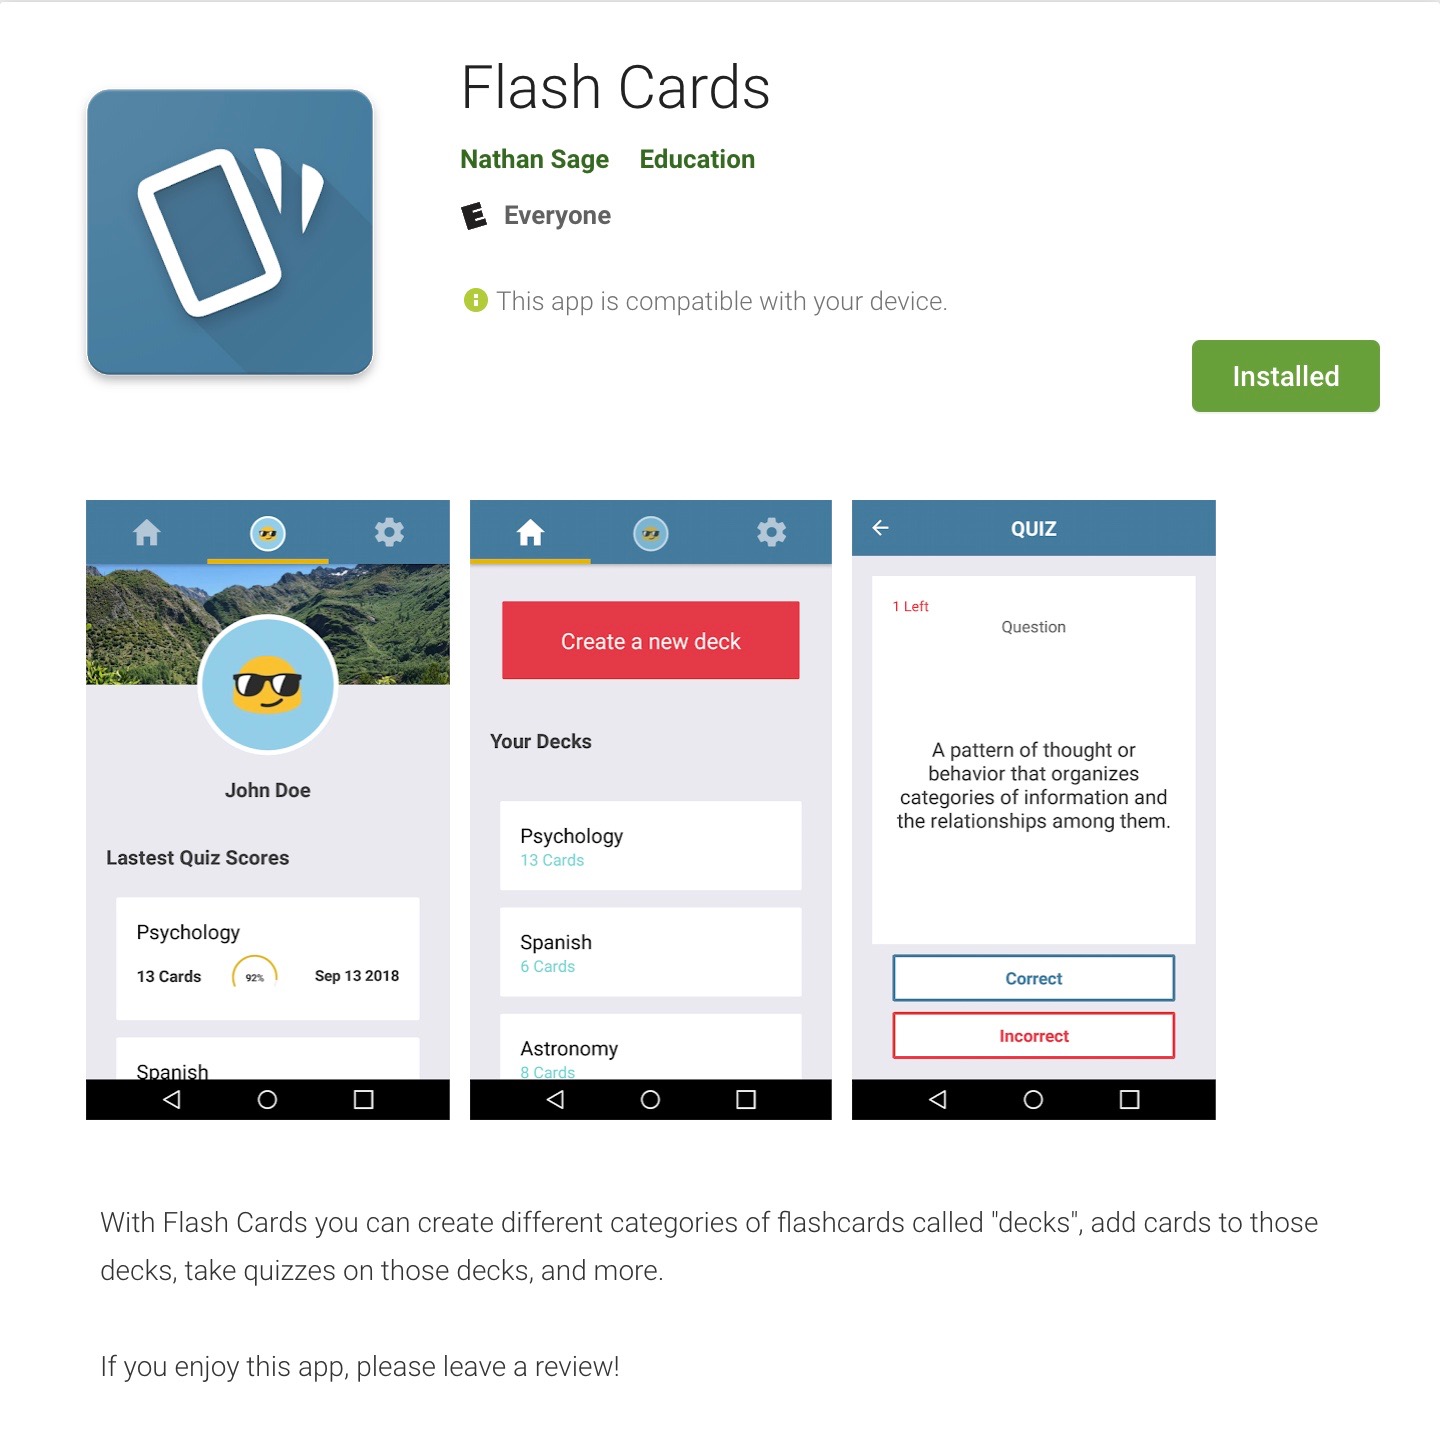 Flash Cards
Nathan Sage Education
E Everyone
This app is compatible with your device.
Installed
John Doe
Lastest Quiz Scores
Psychology
13 Cards 92% Sep 13 2018
Spanish
Create a new deck
Your Decks
Psychology
13 Cards
Spanish
6 Cards
Astronomy
8 Cards
QUIZ
1 Left
Question
A pattern of thought or
behavior that organizes
categories of information and
the relationships among them.
Correct
Incorrect
With Flash Cards you can create different categories of flashcards called "decks", add cards to those
decks, take quizzes on those decks, and more.
If you enjoy this app, please leave a review!